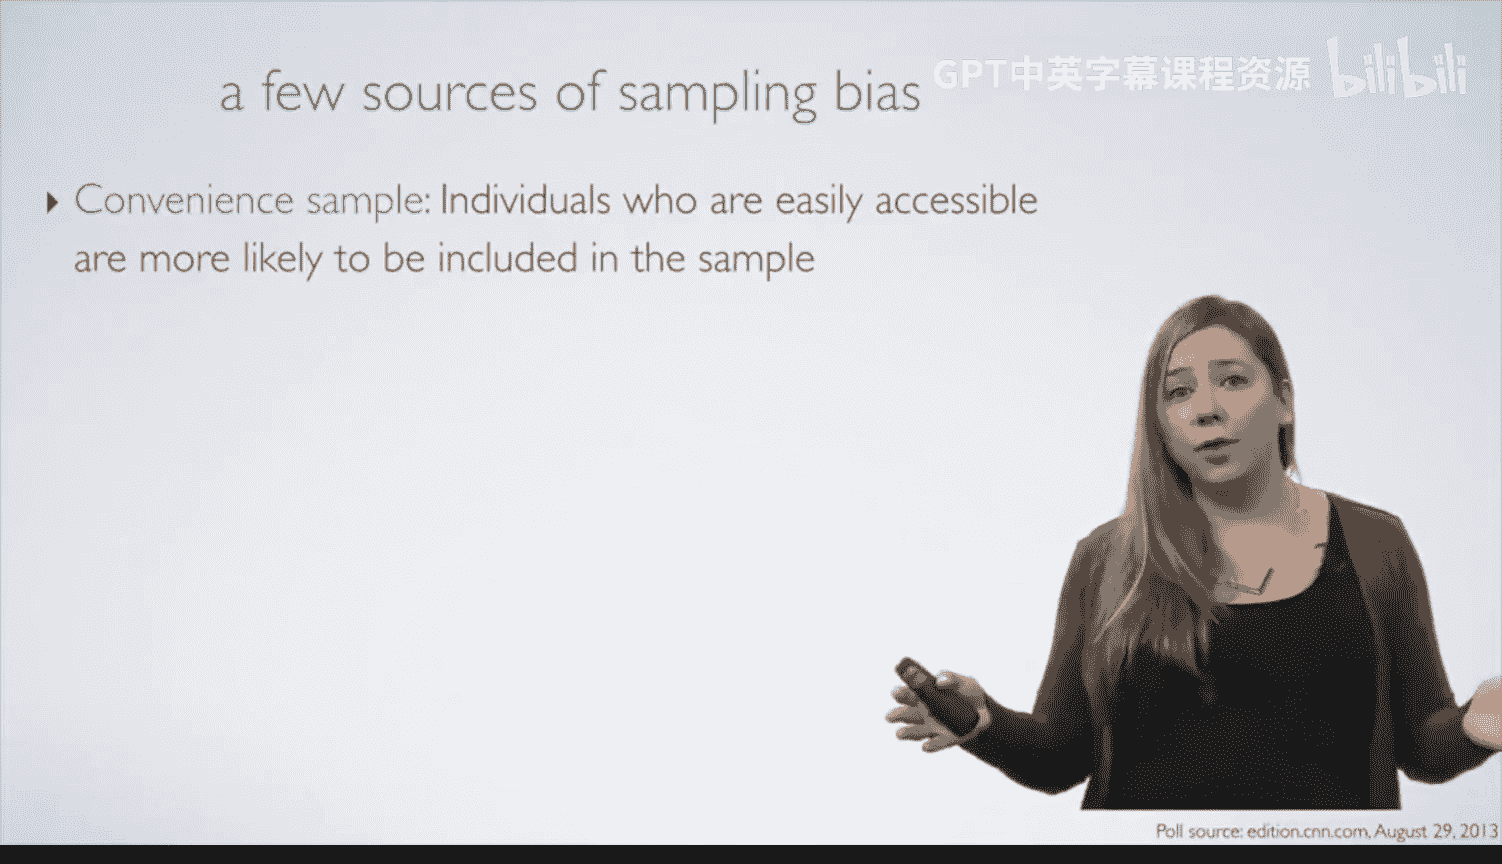 a few sources of sampling bias
GPT中英字幕课程资源 bilibili
Convenience sample: Individuals who are easily accessible
are more likely to be included in the sample
Poll source: edition.cnn.com, August 29, 2013